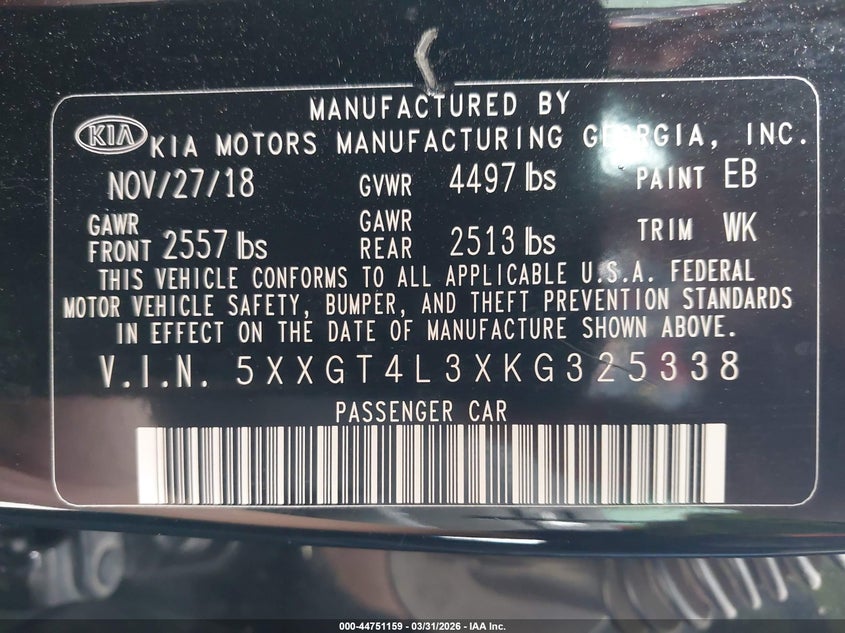 MANUFACTURED BY
KIA KIA MOTORS MANUFACTURING GEORGIA, INC.
NOV/27/18 GVWR 4497 lbs PAINT EB
GAWR FRONT 2557 lbs GAWR REAR 2513 lbs TRIM WK
THIS VEHICLE CONFORMS TO ALL APPLICABLE U.S.A. FEDERAL
MOTOR VEHICLE SAFETY, BUMPER, AND THEFT PREVENTION STANDARDS
IN EFFECT ON THE DATE OF MANUFACTURE SHOWN ABOVE.
V.I.N. 5XXGT4L3XKG325338
PASSENGER CAR
000-44751159 - 03/31/2026 - IAA Inc.